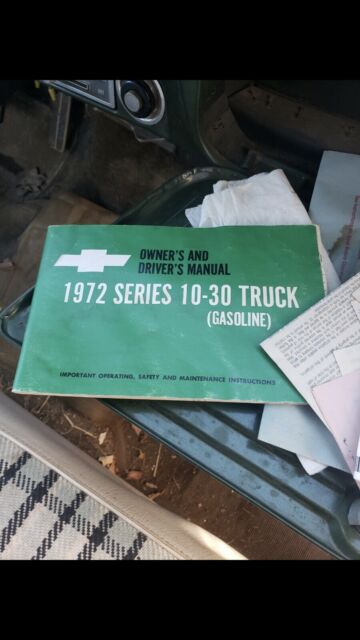 OWNER'S AND
DRIVER'S MANUAL
1972 SERIES 10-30 TRUCK
(GASOLINE)
IMPORTANT OPERATING, SAFETY AND MAINTENANCE INSTRUCTIONS